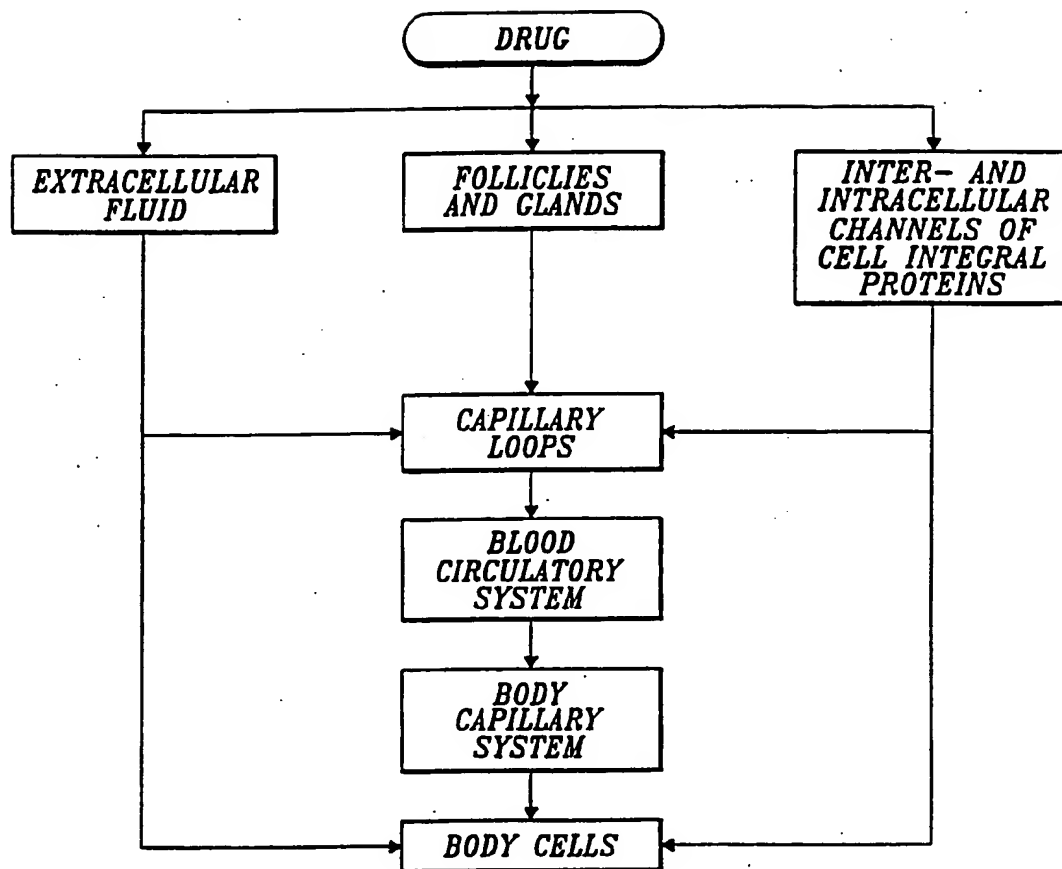 DRUG
EXTRACELLULAR
FLUID
FOLLICLIES
AND GLANDS
INTER- AND
INTRACELLULAR
CHANNELS OF
CELL INTEGRAL
PROTEINS
CAPILLARY
LOOPS
BLOOD
CIRCULATORY
SYSTEM
BODY
CAPILLARY
SYSTEM
BODY CELLS